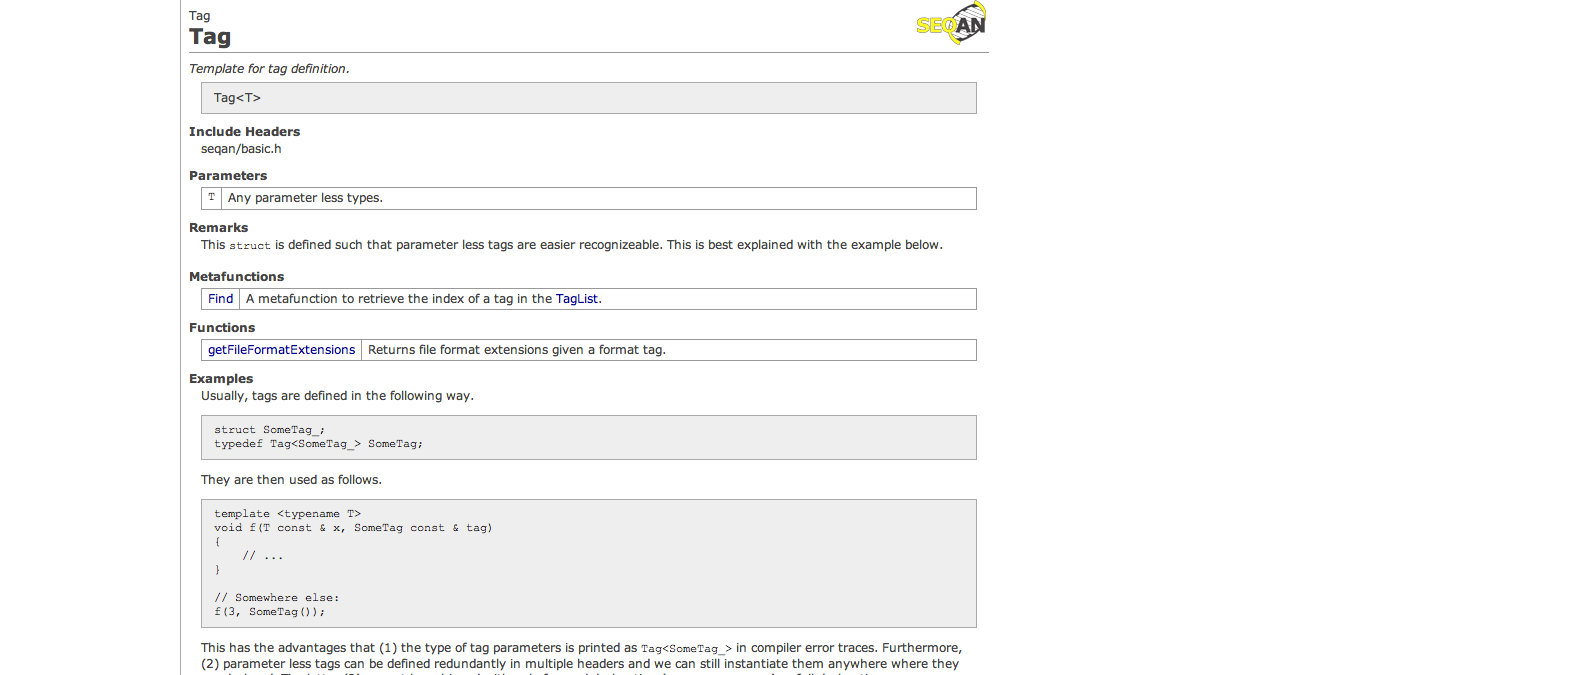 Tag
SEQAN
Tag
Template for tag definition.
Tag<T>
Include Headers
seqan/basic.h
Parameters
T Any parameter less types.
Remarks
This struct is defined such that parameter less tags are easier recognizeable. This is best explained with the example below.
Metafunctions
Find A metafunction to retrieve the index of a tag in the TagList.
Functions
getFileFormatExtensions Returns file format extensions given a format tag.
Examples
Usually, tags are defined in the following way.
struct SomeTag_;
typedef Tag<SomeTag_> SomeTag;
They are then used as follows.
template <typename T>
void f(T const & x, SomeTag const & tag)
{
// ...
}
// Somewhere else:
f(3, SomeTag());
This has the advantages that (1) the type of tag parameters is printed as Tag<SomeTag_> in compiler error traces. Furthermore,
(2) parameter less tags can be defined redundantly in multiple headers and we can still instantiate them anywhere where they